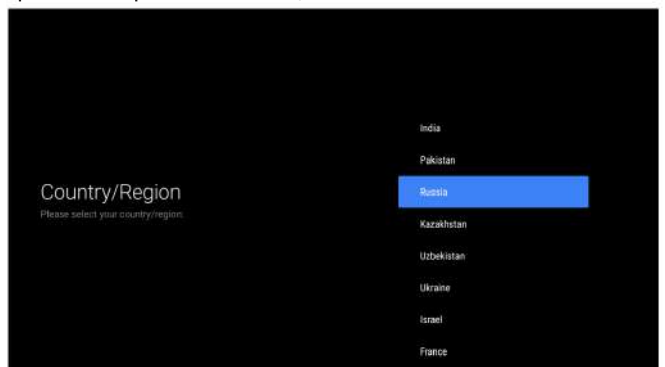 Country/Region
Please select your country/region.
India
Pakistan
Russia
Kazakhstan
Uzbekistan
Ukraine
Israel
France